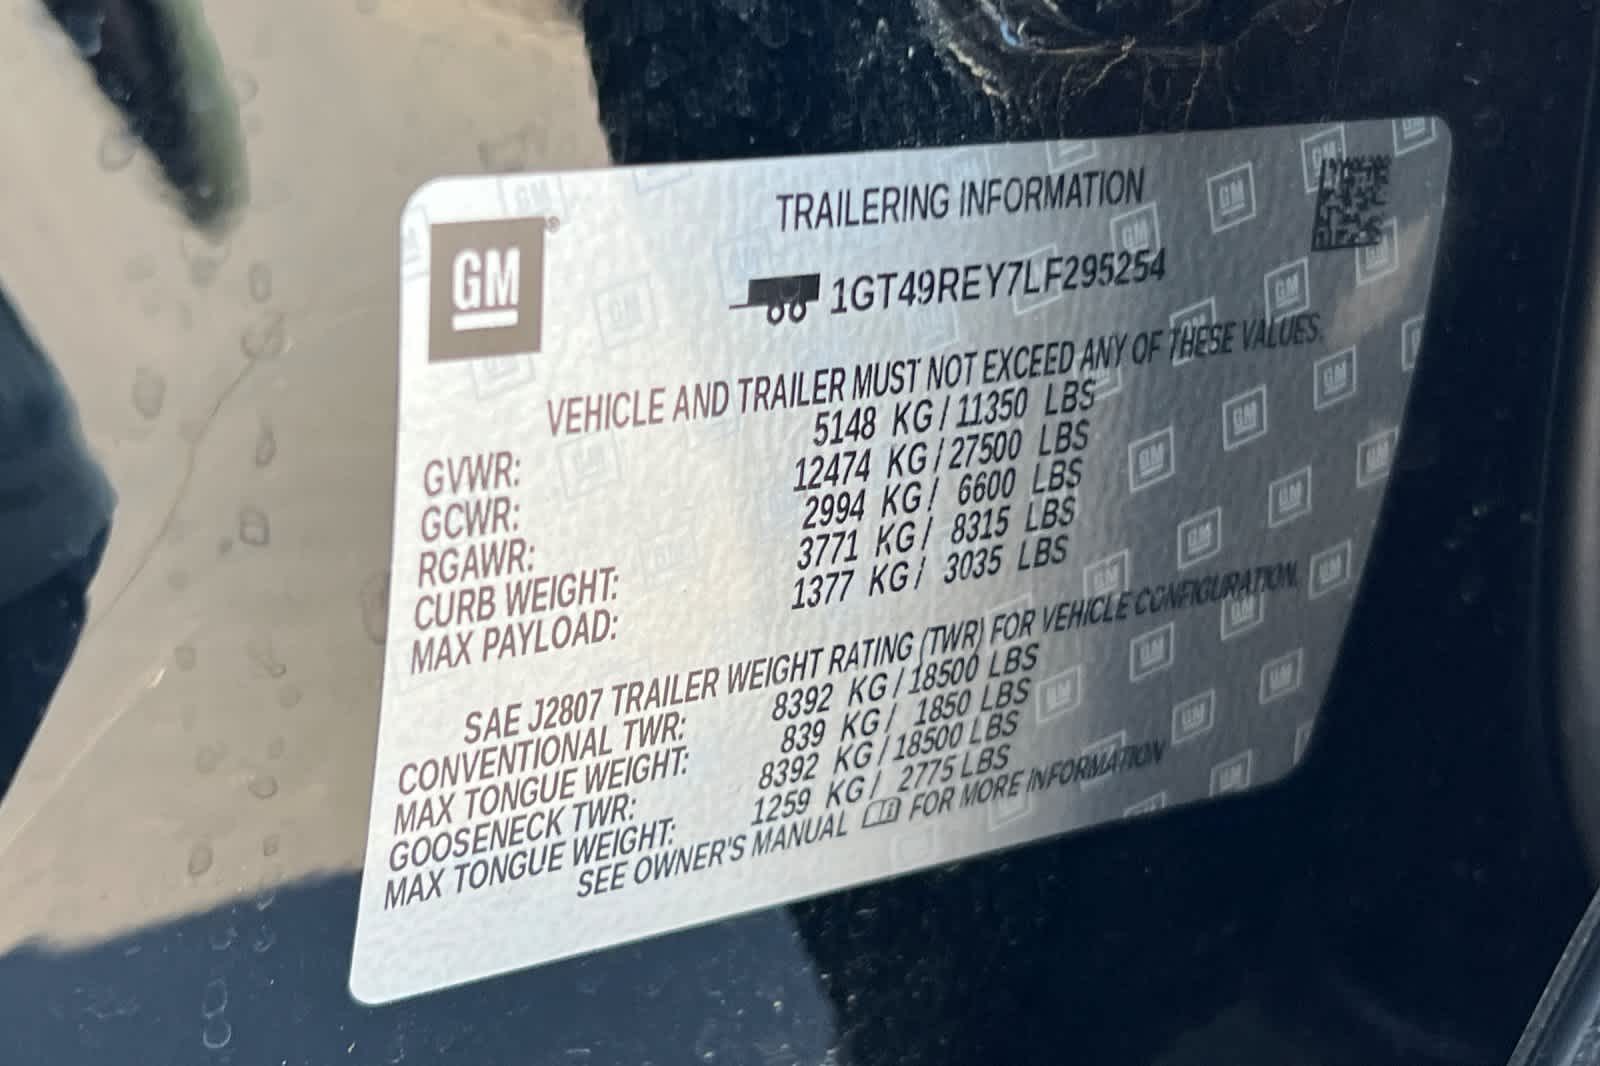 GM
TRAILERING INFORMATION
1GT49REY7LF295254
VEHICLE AND TRAILER MUST NOT EXCEED ANY OF THESE VALUES.
GVWR: 5148 KG / 11350 LBS
GCWR: 12474 KG / 27500 LBS
RGAWR: 2994 KG / 6600 LBS
CURB WEIGHT: 3771 KG / 8315 LBS
MAX PAYLOAD: 1377 KG / 3035 LBS
SAE J2807 TRAILER WEIGHT RATING (TWR) FOR VEHICLE CONFIGURATION.
CONVENTIONAL TWR: 8392 KG / 18500 LBS
MAX TONGUE WEIGHT: 839 KG / 1850 LBS
GOOSENECK TWR: 8392 KG / 18500 LBS
MAX TONGUE WEIGHT: 1259 KG / 2775 LBS
SEE OWNER'S MANUAL FOR MORE INFORMATION